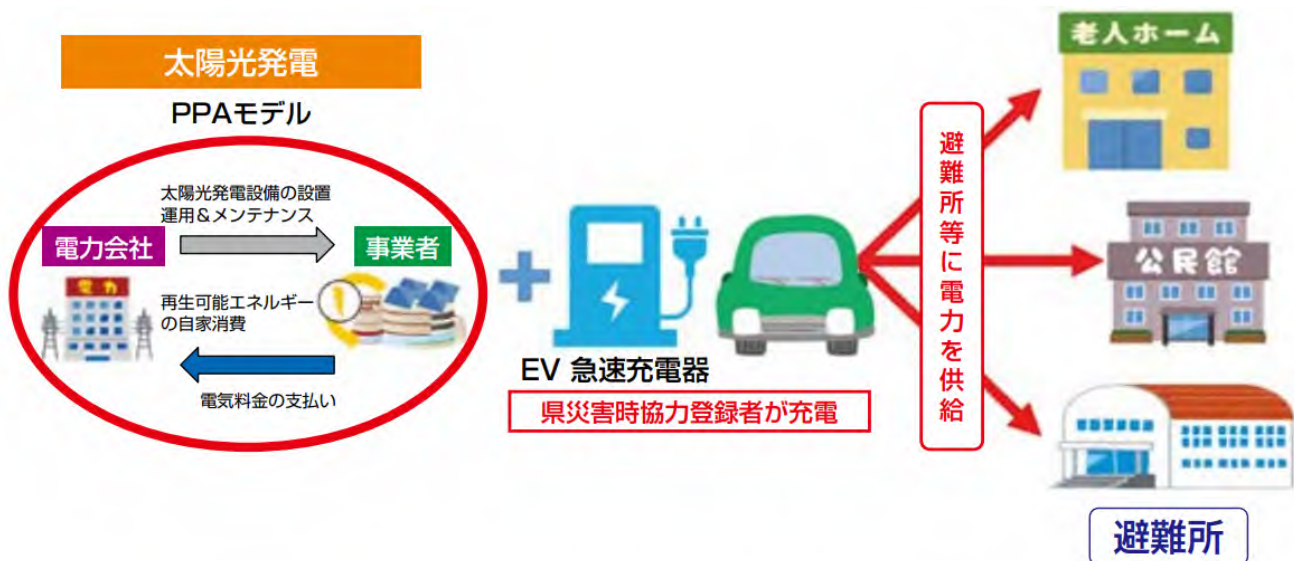 太陽光発電
PPAモデル
太陽光発電設備の設置
運用&メンテナンス
電力会社
事業者
電力
再生可能エネルギー
の自家消費
電気料金の支払い
EV 急速充電器
県災害時協力登録者が充電
避難所等に電力を供給
老人ホーム
公民館
避難所